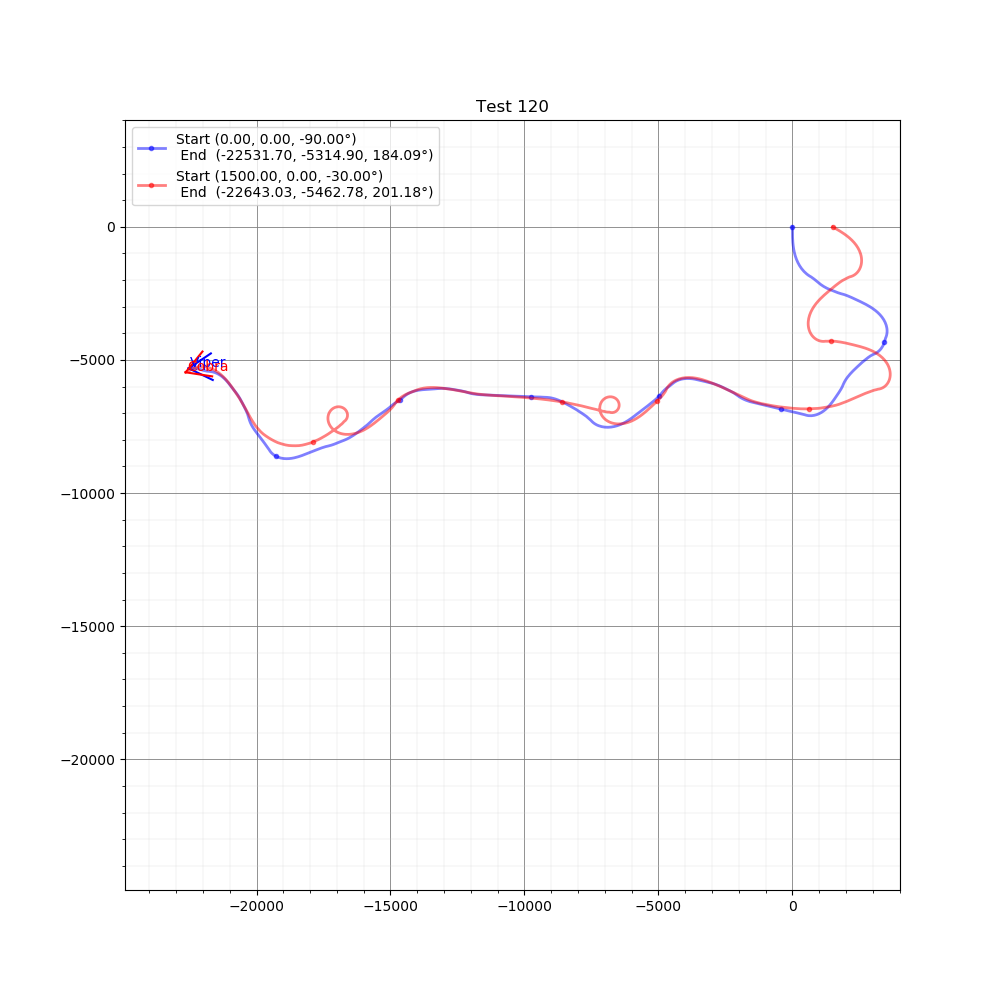 Test 120
Start (0.00, 0.00, -90.00°)
End  (-22531.70, -5314.90, 184.09°)
Start (1500.00, 0.00, -30.00°)
End  (-22643.03, -5462.78, 201.18°)
0
−5000
−10000
−15000
−20000
Viper
−20000
−15000
−10000
−5000
0